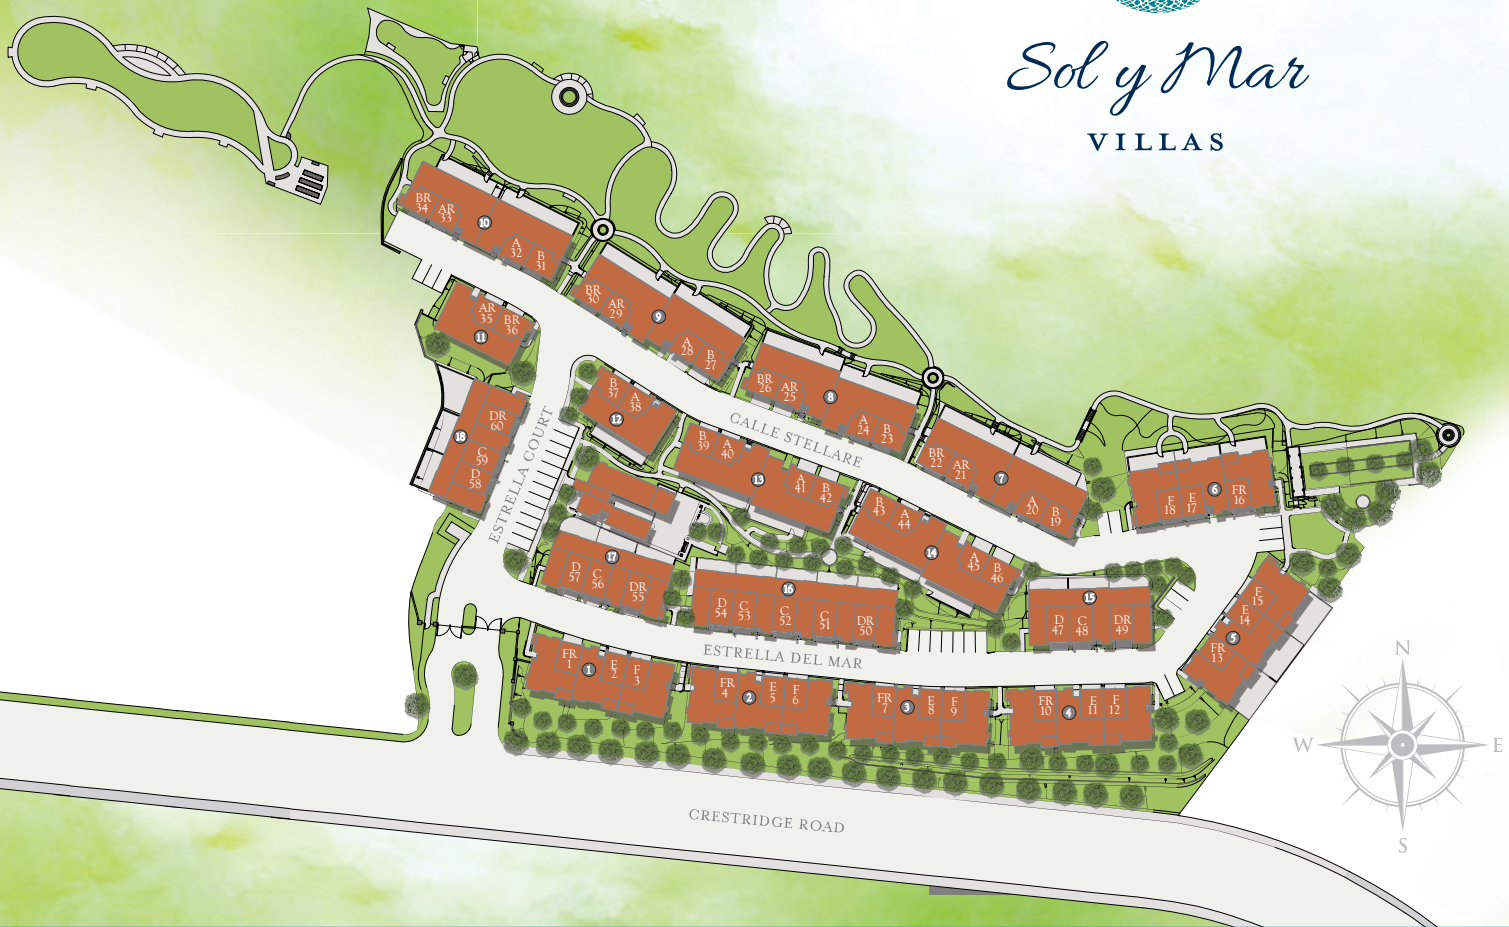 Sol y Mar
VILLAS
BR
34
AR
33
10
A
32
B
31
BR
30
AR
29
9
A
28
B
27
AR
35
BR
36
11
BR
26
AR
25
8
A
24
B
23
B
37
A
38
12
CALLE STELLARE
BR
22
AR
21
7
A
20
B
19
DR
60
18
C
59
D
58
ESTRELLA COURT
B
39
A
40
13
A
41
B
42
B
43
A
44
14
A
45
B
46
F
18
E
17
6
FR
16
17
D
57
C
56
DR
55
16
D
54
C
53
C
52
C
51
DR
50
15
D
47
C
48
DR
49
E
15
E
14
5
FR
13
ESTRELLA DEL MAR
FR
1
1
E
2
F
3
FR
4
2
E
5
F
6
FR
7
3
E
8
F
9
FR
10
4
E
11
F
12
CRESTRIDGE ROAD
N
W
E
S